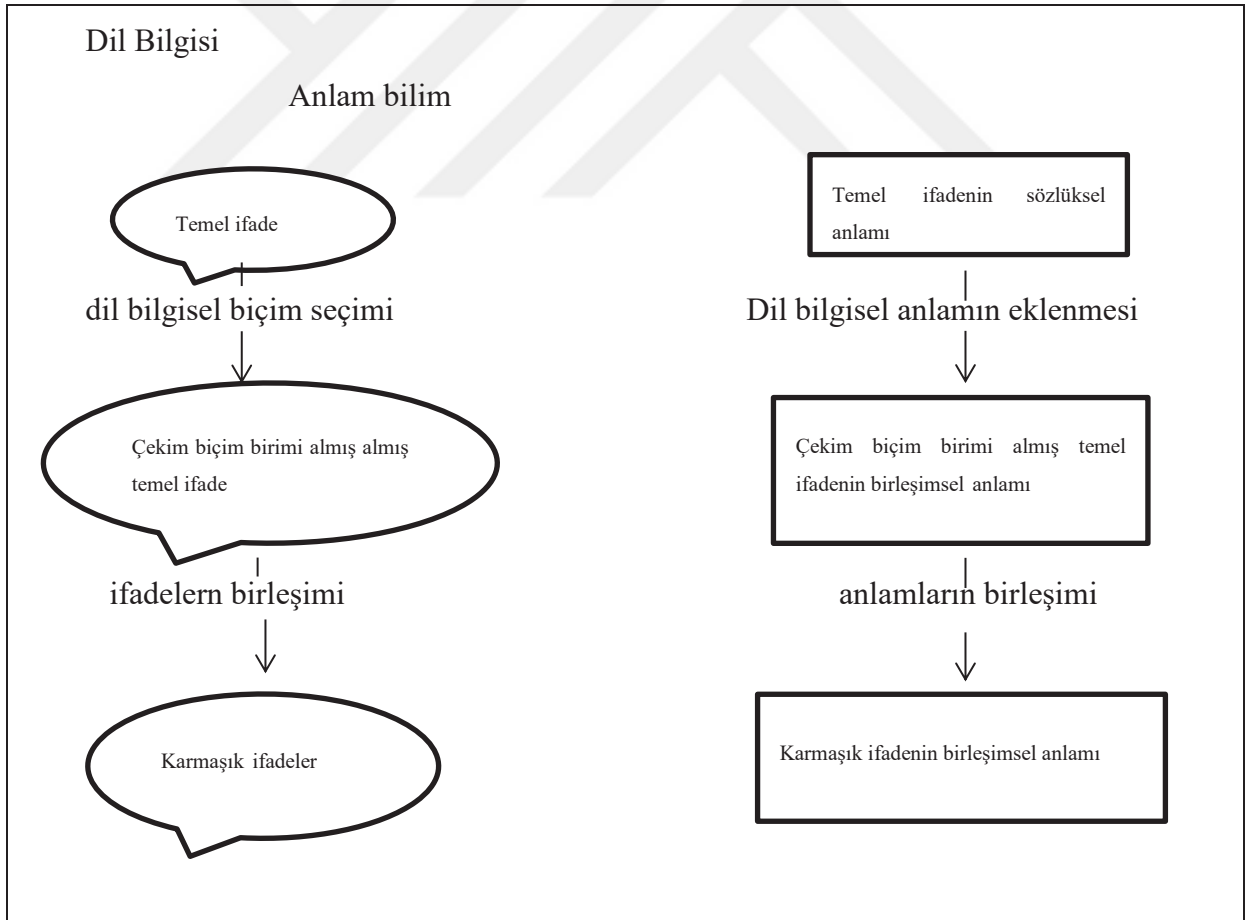 Dil Bilgisi
Anlam bilim
Temel ifade
Temel ifadenin sözlüksel
anlamı
dil bilgisel biçim seçimi
Dil bilgisel anlamın eklenmesi
Çekim biçim birimi almış almış
temel ifade
Çekim biçim birimi almış temel
ifadenin birleşimsel anlamı
ifadelern birleşimi
anlamların birleşimi
Karmaşık ifadeler
Karmaşık ifadenin birleşimsel anlamı